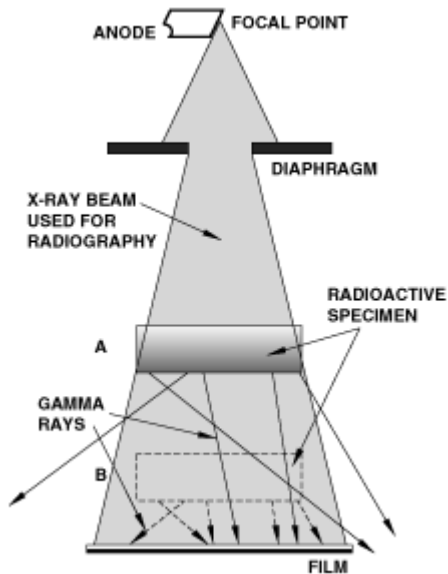 ANODE
FOCAL POINT
DIAPHRAGM
X-RAY BEAM
USED FOR
RADIOGRAPHY
RADIOACTIVE
SPECIMEN
A
GAMMA
RAYS
B
FILM